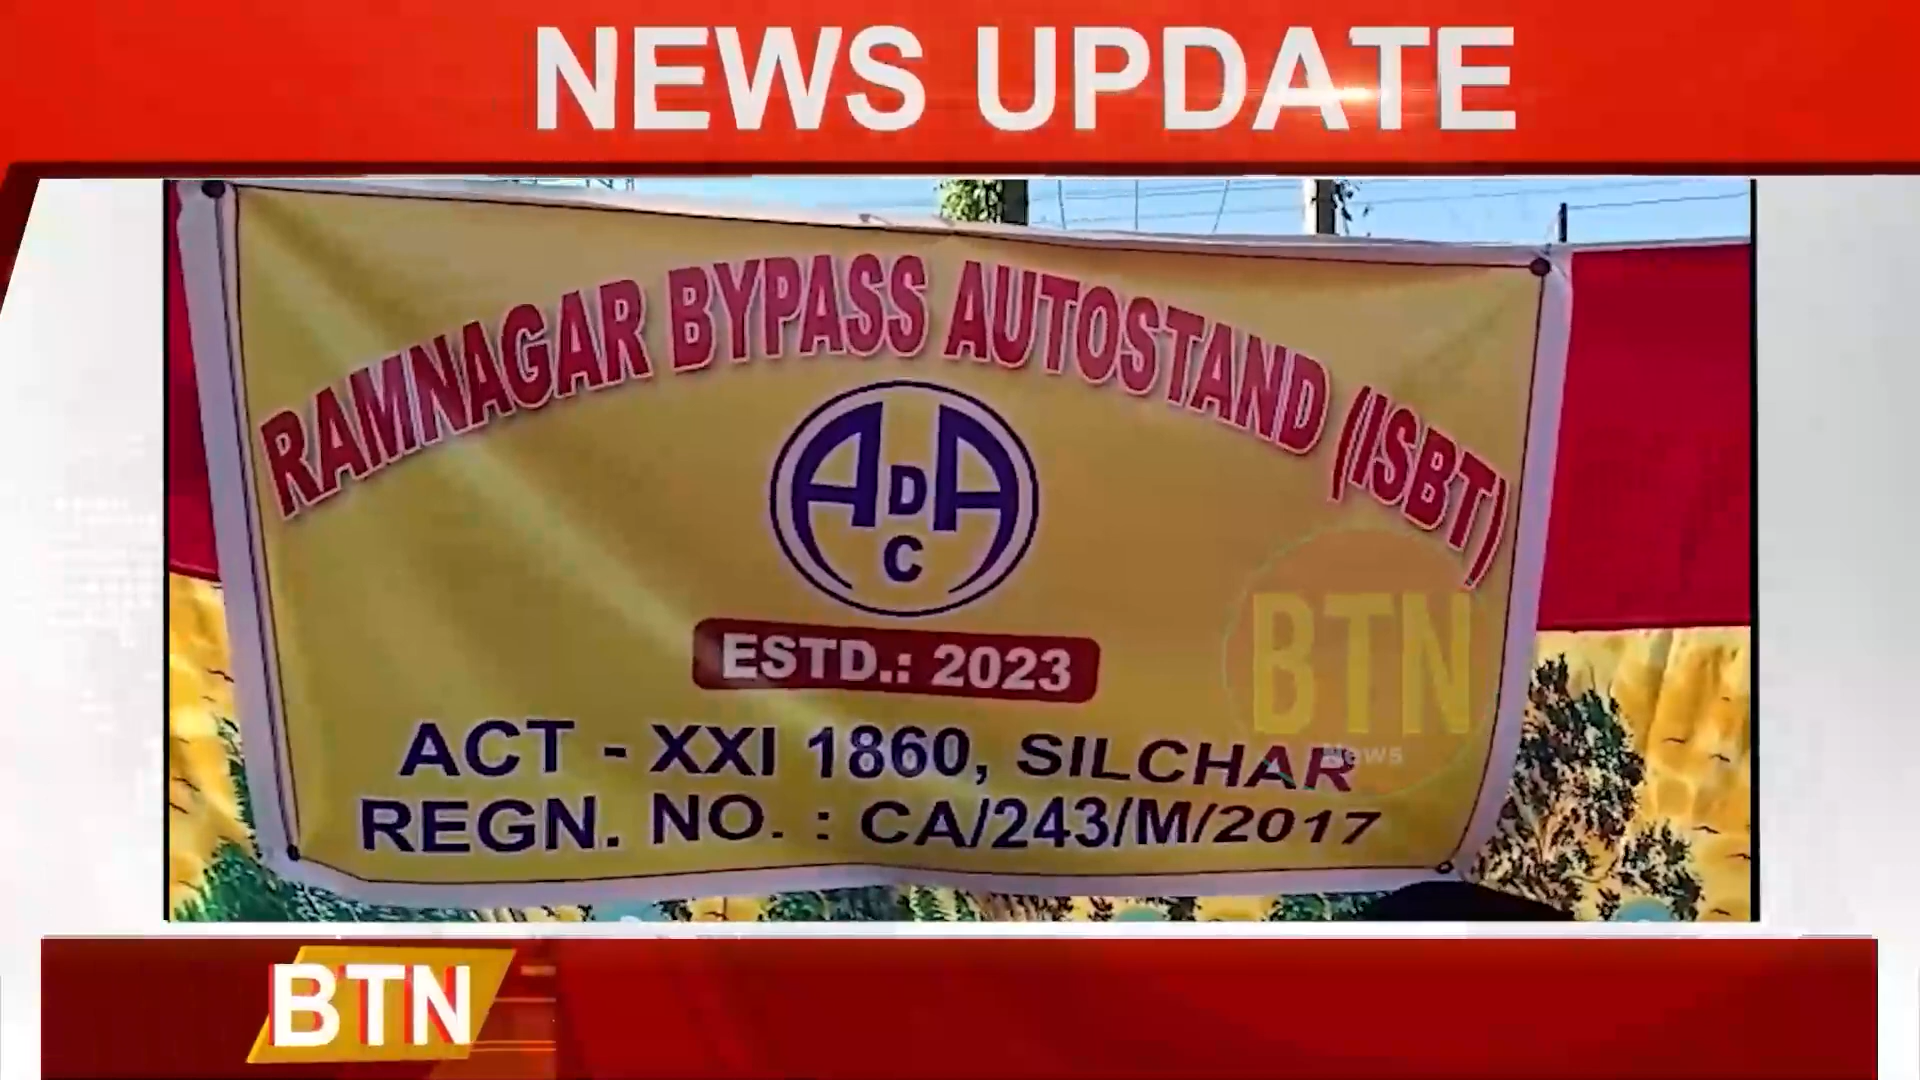 NEWS UPDATE
RAMNAGAR BYPASS AUTOSTAND (ISBT)
ADA
C
ESTD.: 2023
ACT - XXI 1860, SILCHAR
REGN. NO. : CA/243/M/2017
BTN
News
BTN